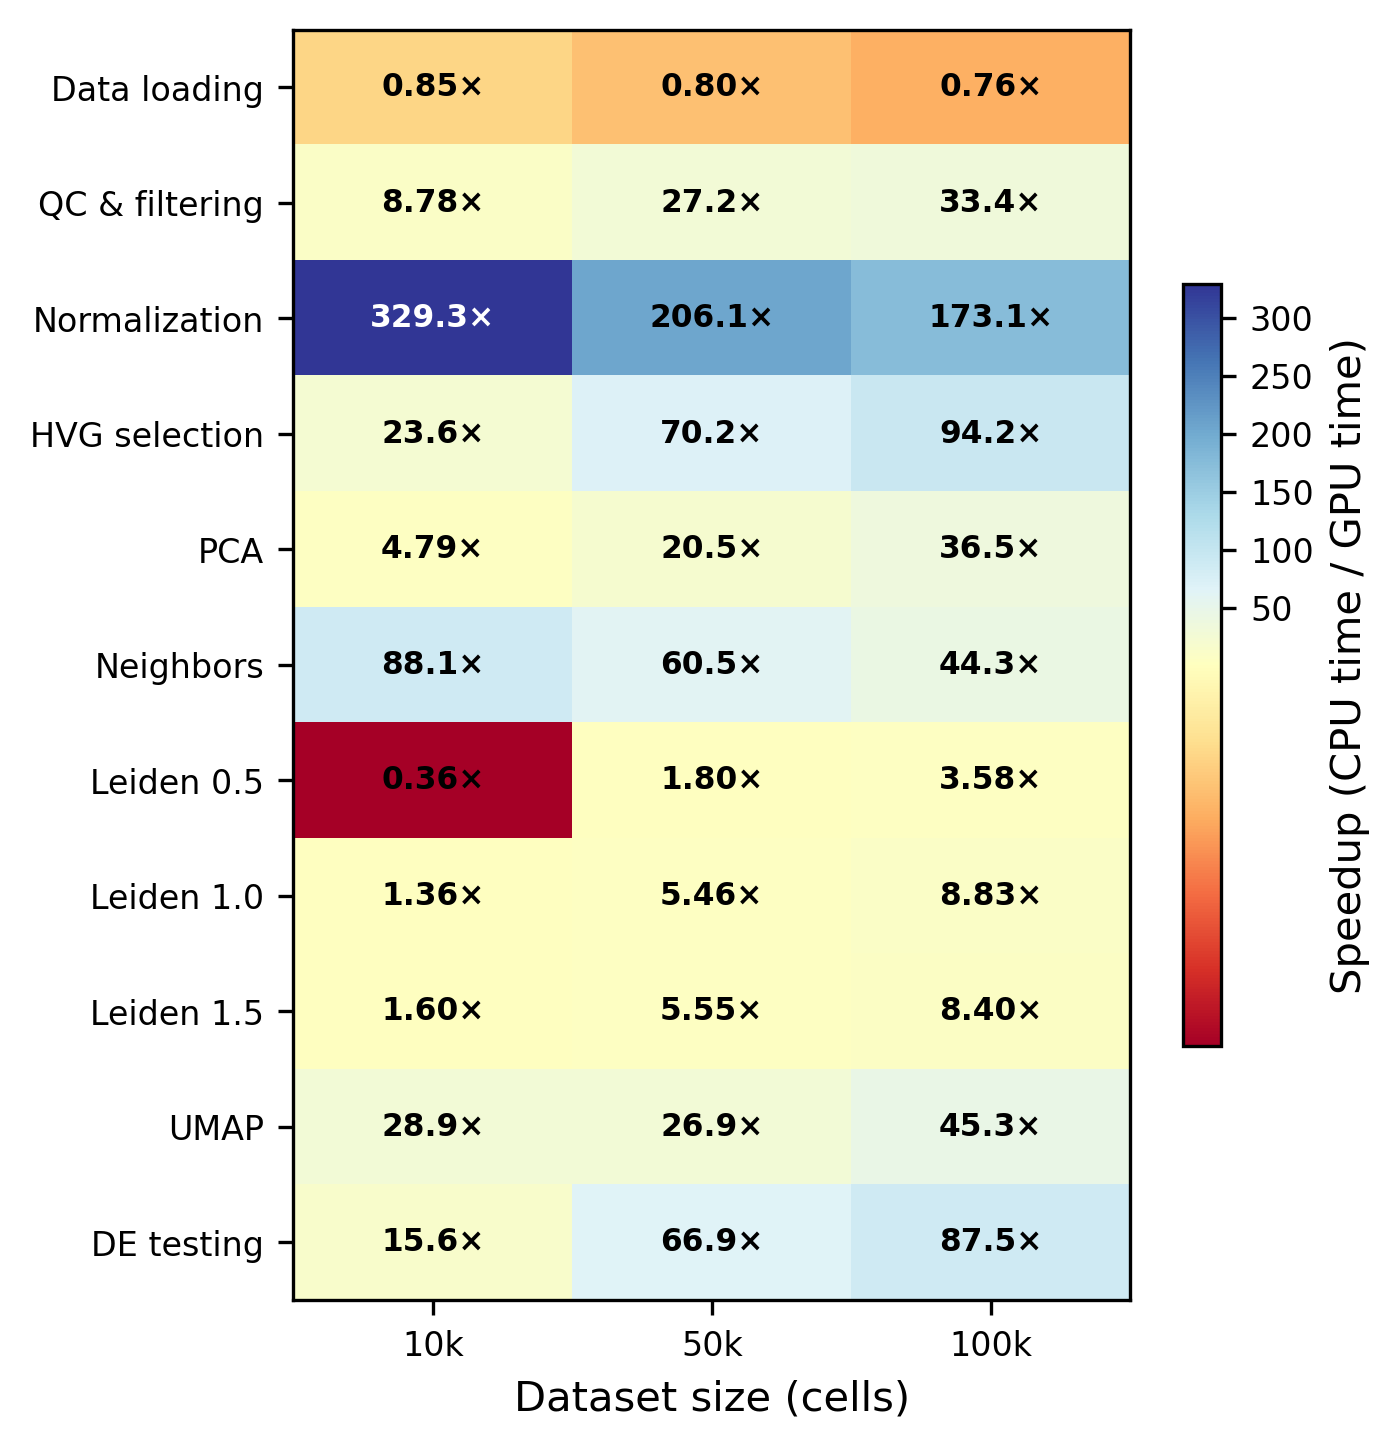 Data loading 0.85× 0.80× 0.76×
QC & filtering 8.78× 27.2× 33.4×
Normalization 329.3× 206.1× 173.1×
HVG selection 23.6× 70.2× 94.2×
PCA 4.79× 20.5× 36.5×
Neighbors 88.1× 60.5× 44.3×
Leiden 0.5 0.36× 1.80× 3.58×
Leiden 1.0 1.36× 5.46× 8.83×
Leiden 1.5 1.60× 5.55× 8.40×
UMAP 28.9× 26.9× 45.3×
DE testing 15.6× 66.9× 87.5×
10k 50k 100k
Dataset size (cells)
300
250
200
150
100
50
Speedup (CPU time / GPU time)